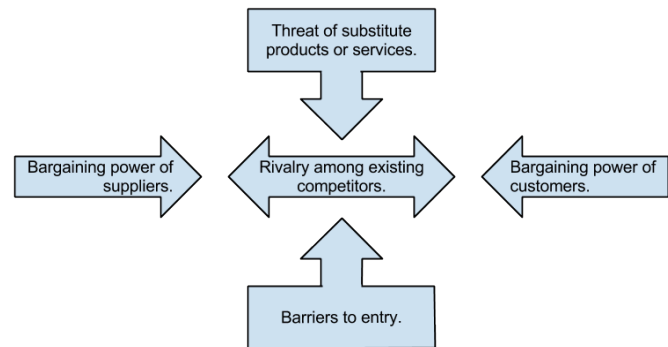 Threat of substitute
products or services.
Bargaining power of
suppliers.
Rivalry among existing
competitors.
Bargaining power of
customers.
Barriers to entry.